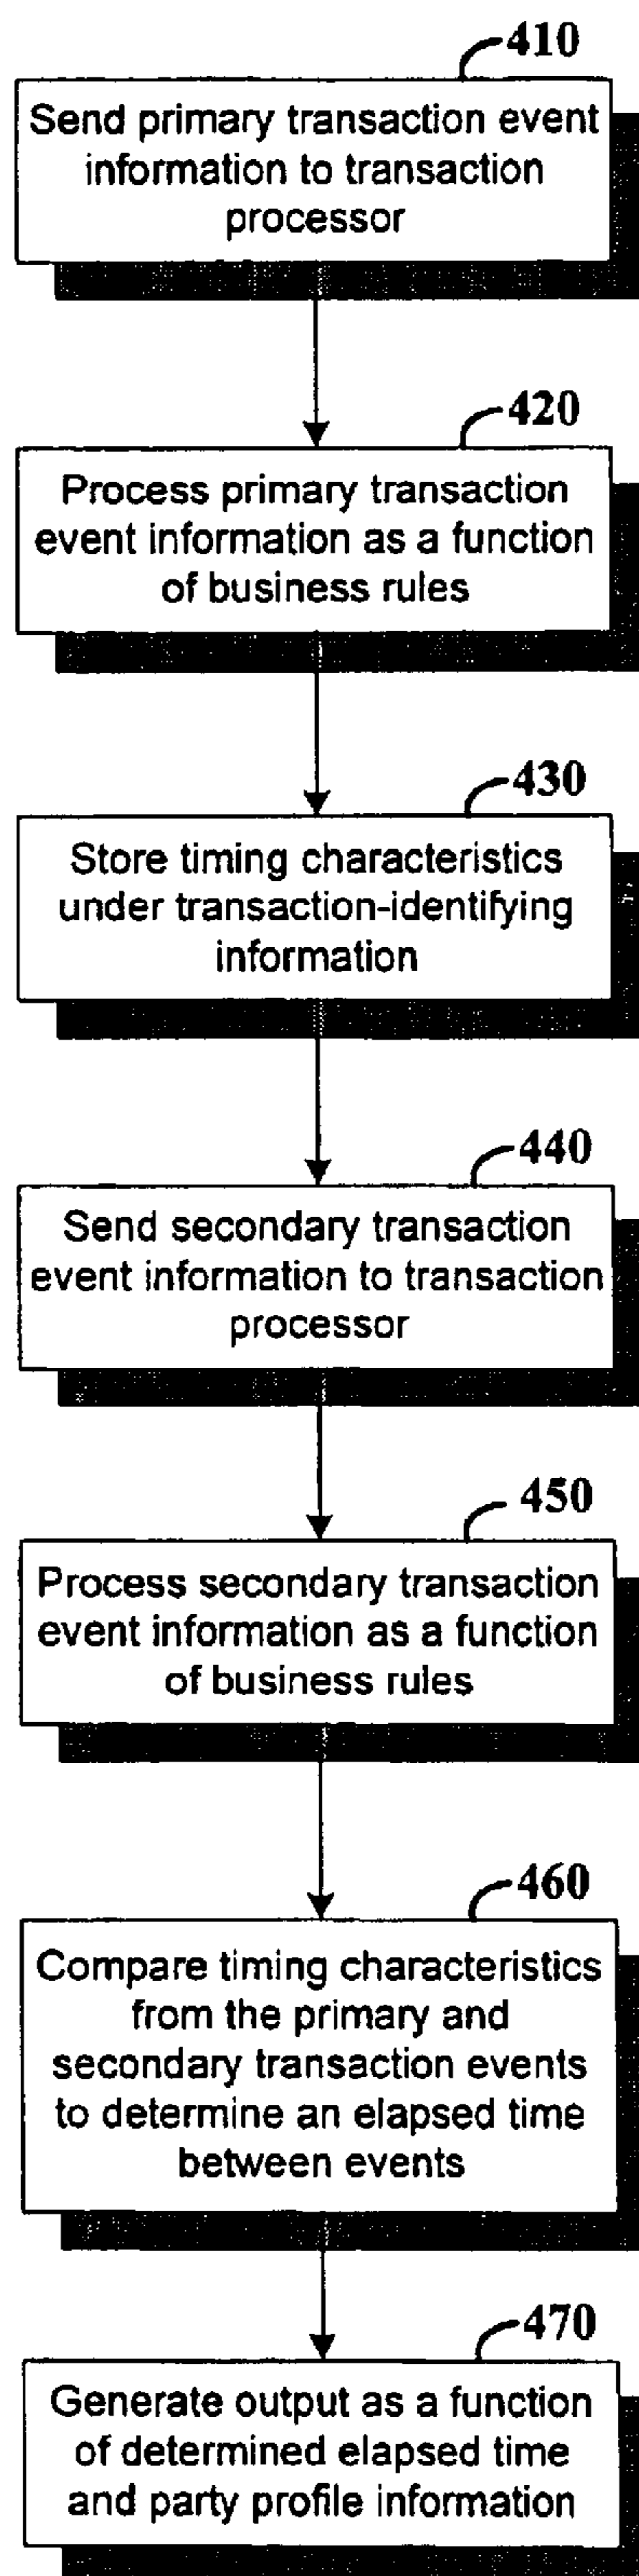 410
Send primary transaction event
information to transaction
processor
420
Process primary transaction
event information as a function
of business rules
430
Store timing characteristics
under transaction-identifying
information
440
Send secondary transaction
event information to transaction
processor
450
Process secondary transaction
event information as a function
of business rules
460
Compare timing characteristics
from the primary and
secondary transaction events
to determine an elapsed time
between events
470
Generate output as a function
of determined elapsed time
and party profile information